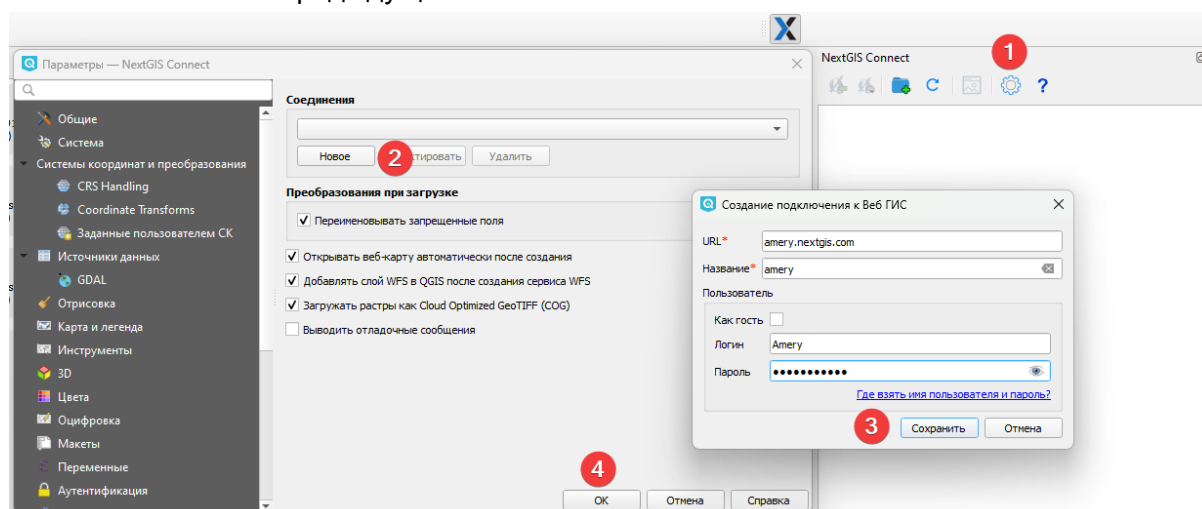 NextGIS Connect
1
?
Параметры — NextGIS Connect
Общие
Система
Системы координат и преобразования
CRS Handling
Coordinate Transforms
Заданные пользователем СК
Источники данных
GDAL
Отрисовка
Карта и легенда
Инструменты
3D
Цвета
Оцифровка
Макеты
Переменные
Аутентификация
Соединения
Новое
2
Удалить
Преобразования при загрузке
Переименовывать запрещенные поля
Открывать веб-карту автоматически после создания
Добавлять слой WFS в QGIS после создания сервиса WFS
Загружать растры как Cloud Optimized GeoTIFF (COG)
Выводить отладочные сообщения
4
OK Отмена Справка
Создание подключения к Веб ГИС
URL* amery.nextgis.com
Название* amery
Пользователь
Как гость
Логин Amery
Пароль
Где взять имя пользователя и пароль?
3 Сохранить Отмена